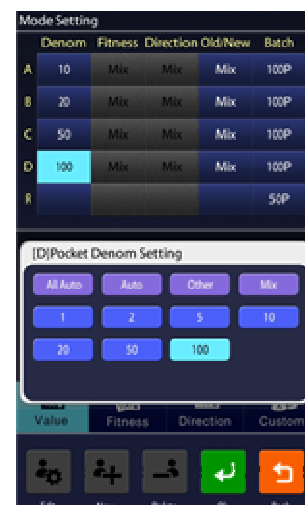 Mode Setting
Denom Fitness Direction Old/New Batch
A 10 Mix Mix Mix 100P
B 20 Mix Mix Mix 100P
C 50 Mix Mix Mix 100P
D 100 Mix Mix Mix 100P
R 50P
[D]Pocket Denom Setting
All Auto Auto Other Mix
1 2 5 10
20 50 100
Value Fitness Direction Custom